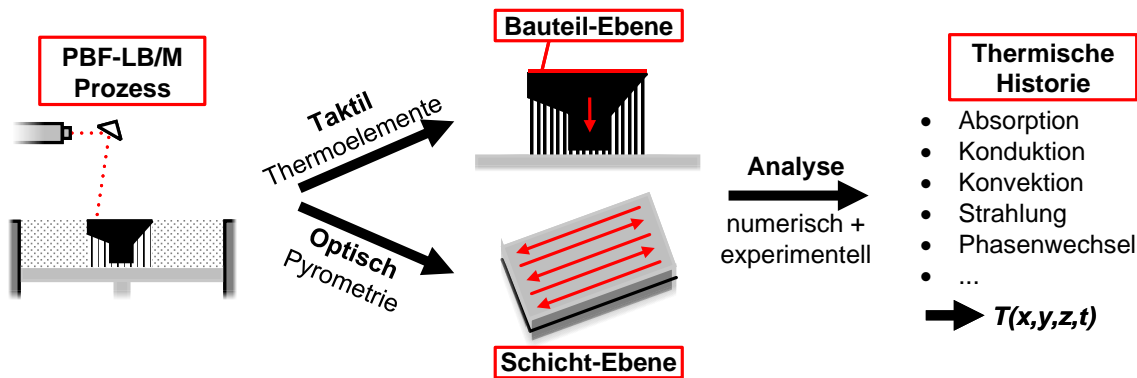 PBF-LB/M
Prozess
Taktil
Thermoelemente
Optisch
Pyrometrie
Bauteil-Ebene
Schicht-Ebene
Analyse
numerisch +
experimentell
Thermische
Historie
• Absorption
• Konduktion
• Konvektion
• Strahlung
• Phasenwechsel
• ...
T(x,y,z,t)